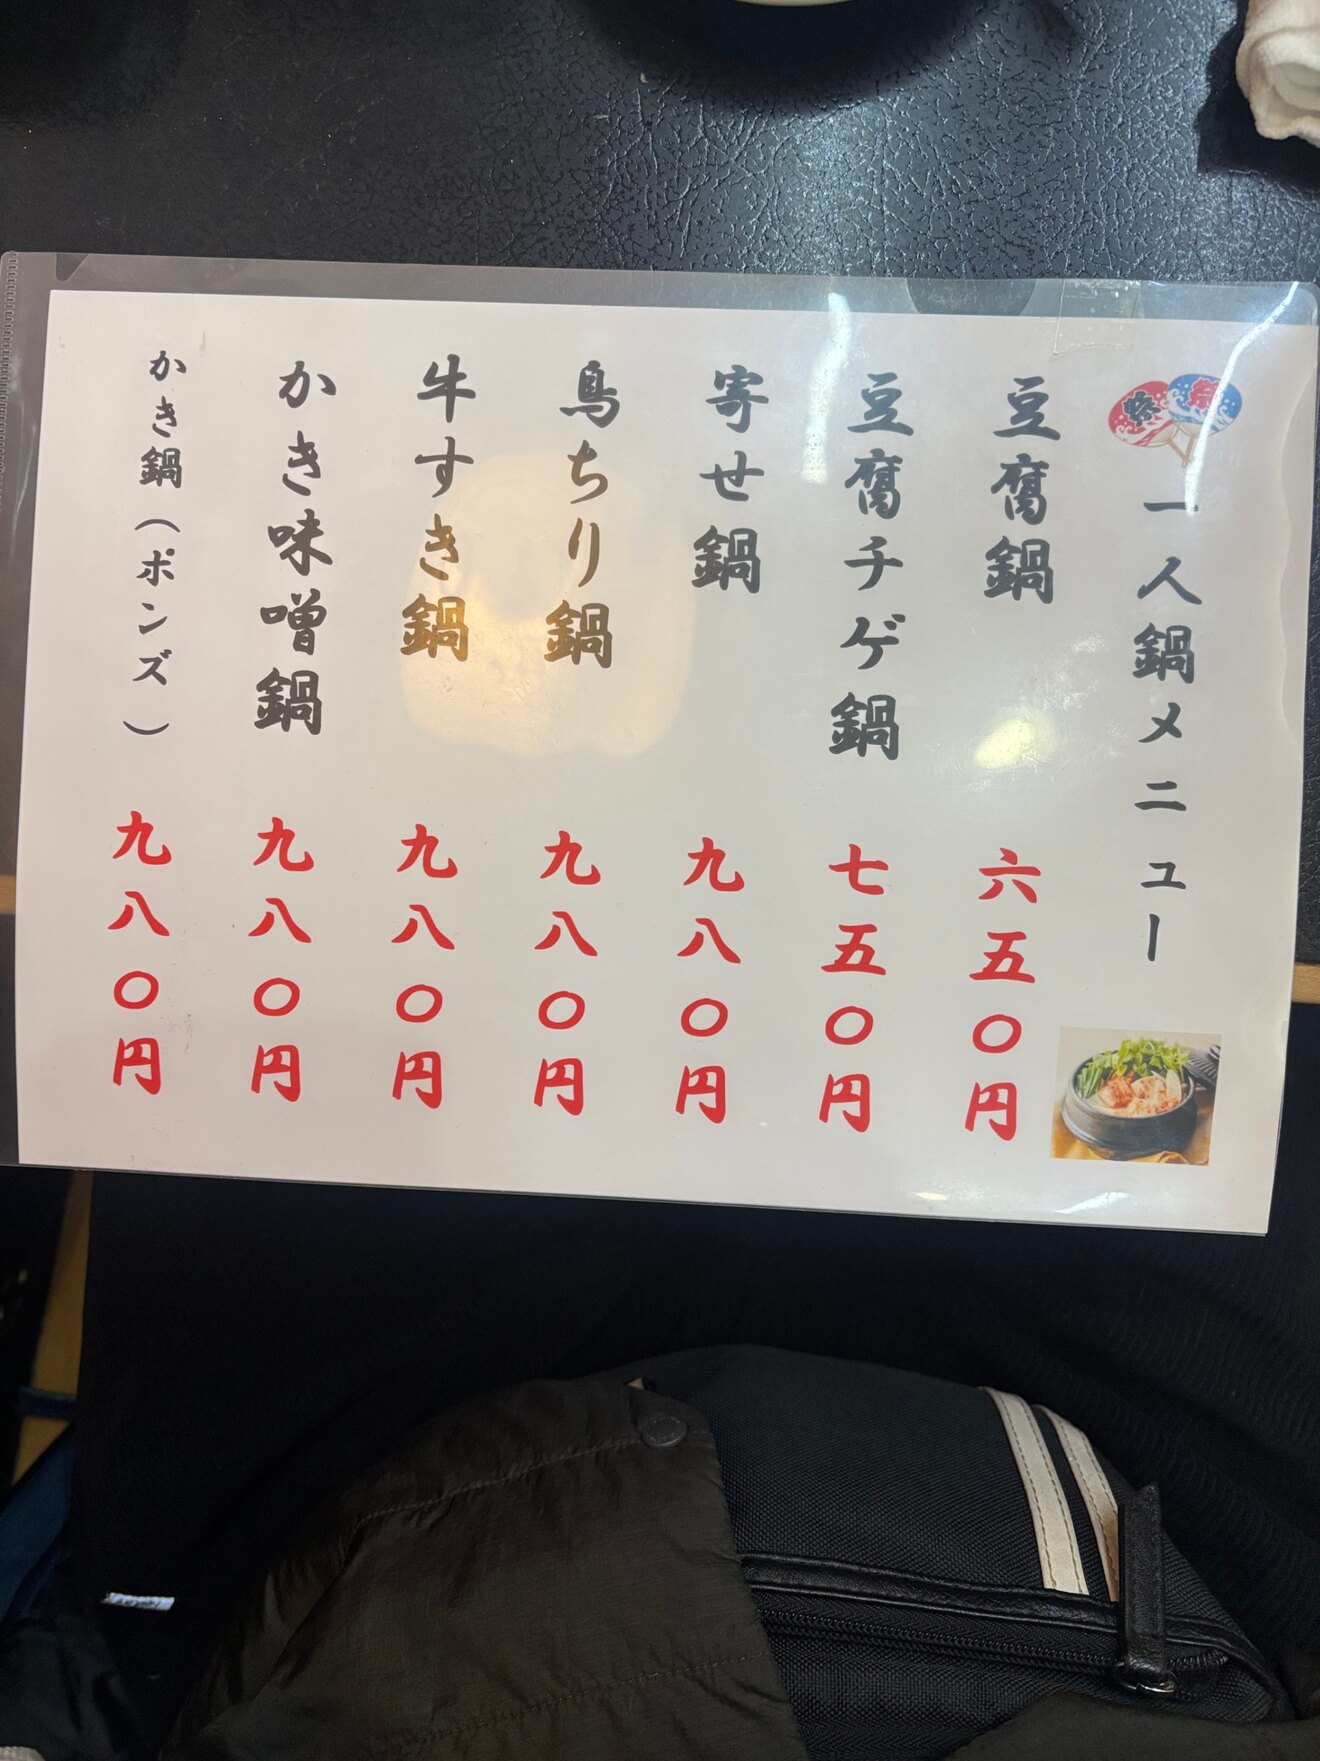 祭 祭
一人鍋メニュー
豆腐鍋 六五〇円
豆腐チゲ鍋 七五〇円
寄せ鍋 九八〇円
鳥ちり鍋 九八〇円
牛すき鍋 九八〇円
かき味噌鍋 九八〇円
かき鍋(ポンズ) 九八〇円